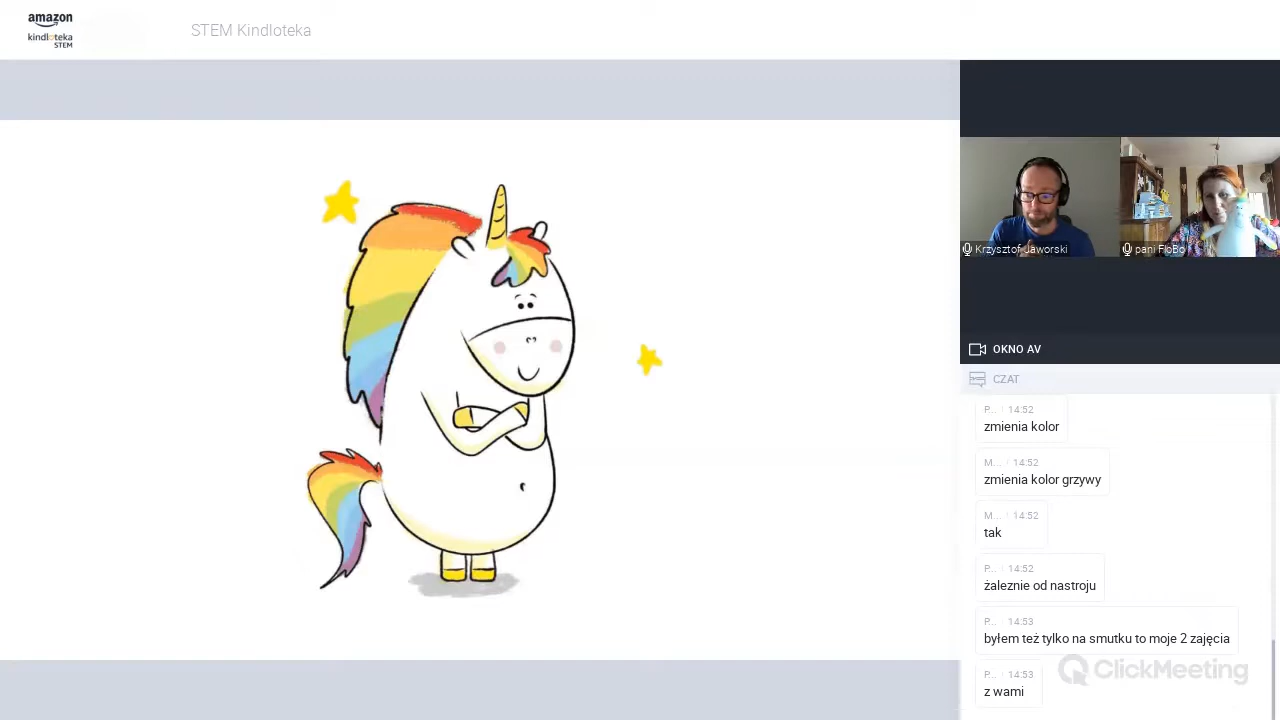 amazon
kindloteka
STEM
STEM Kindloteka
Krzysztof Jaworski
pani FloBo
OKNO AV
CZAT
P... 14:52
zmienia kolor
M... 14:52
zmienia kolor grzywy
M... 14:52
tak
P... 14:52
żaleznie od nastroju
P... 14:53
byłem też tylko na smutku to moje 2 zajęcia
P... 14:53
z wami
ClickMeeting